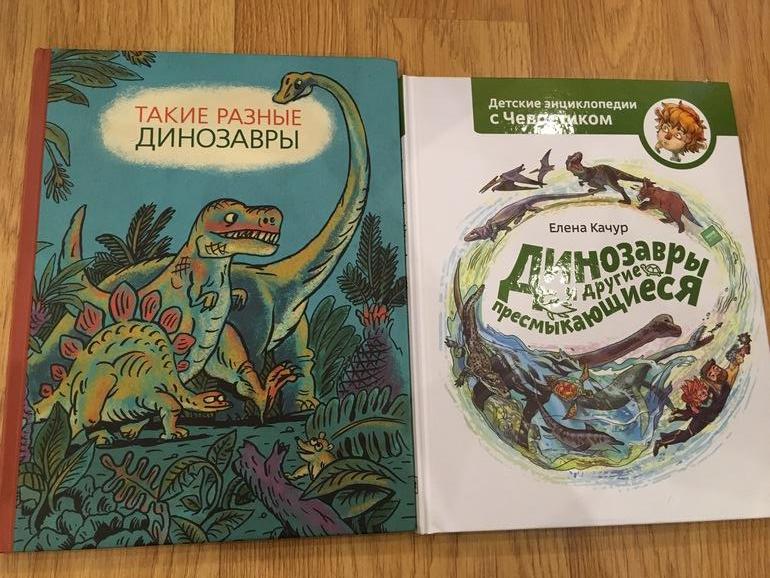 ТАКИЕ РАЗНЫЕ
ДИНОЗАВРЫ
Детские энциклопедии
с Чевостиком
Елена Качур
Динозавры
и другие
пресмыкающиеся